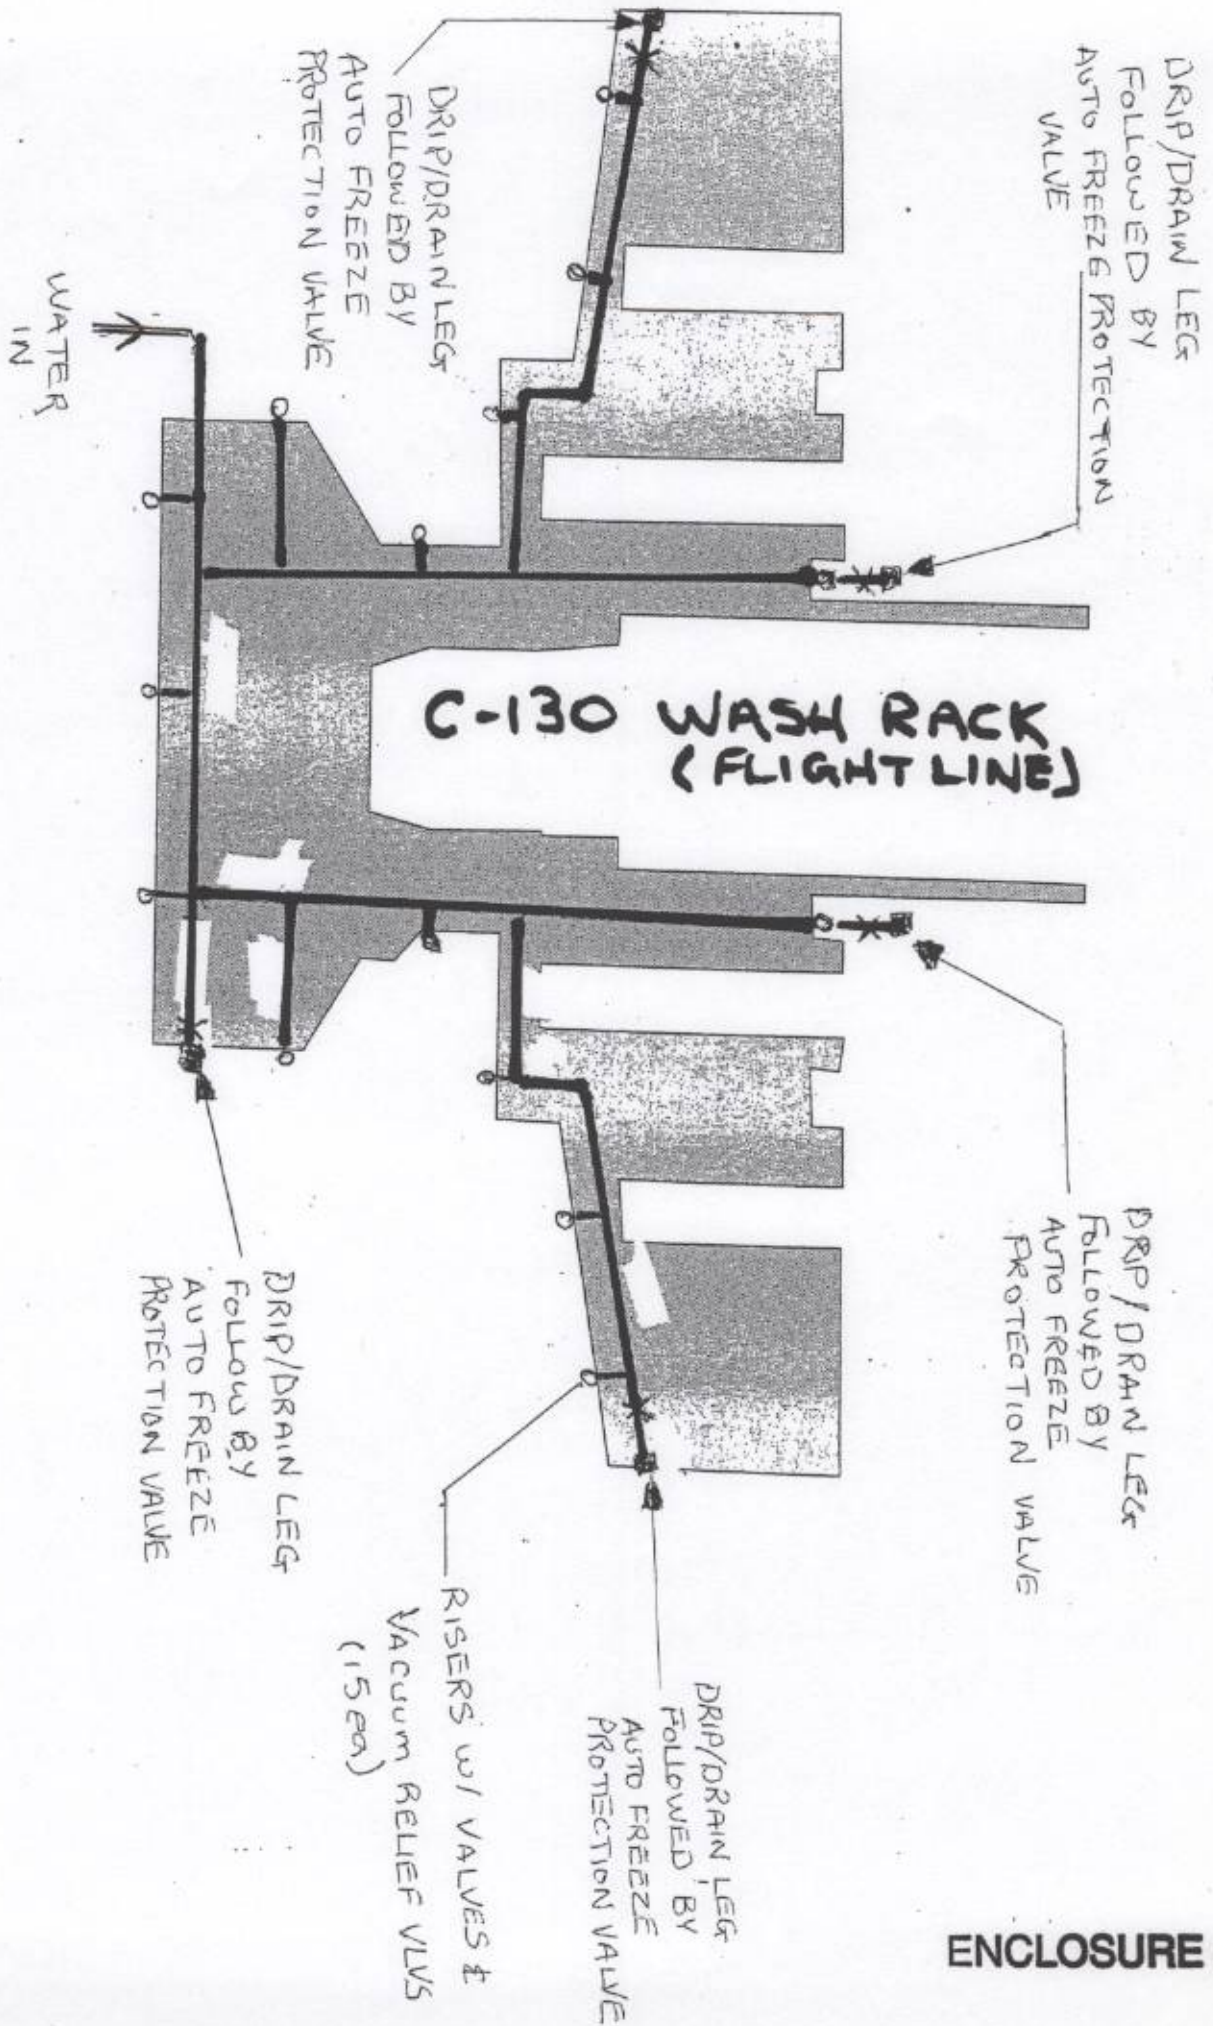 DRIP/DRAIN LEG
FOLLOWED BY
AUTO FREEZE PROTECTION
VALVE
DRIP/DRAIN LEG
FOLLOWED BY
AUTO FREEZE
PROTECTION VALVE
WATER
IN
C-130 WASH RACK
(FLIGHT LINE)
DRIP/DRAIN LEG
FOLLOWED BY
AUTO FREEZE
PROTECTION VALVE
DRIP/DRAIN LEG
FOLLOW BY
AUTO FREEZE
PROTECTION VALVE
DRIP/DRAIN LEG
FOLLOWED BY
AUTO FREEZE
PROTECTION VALVE
RISERS W/ VALVES &
VACUUM RELIEF VLVS
(15 ea)
ENCLOSURE